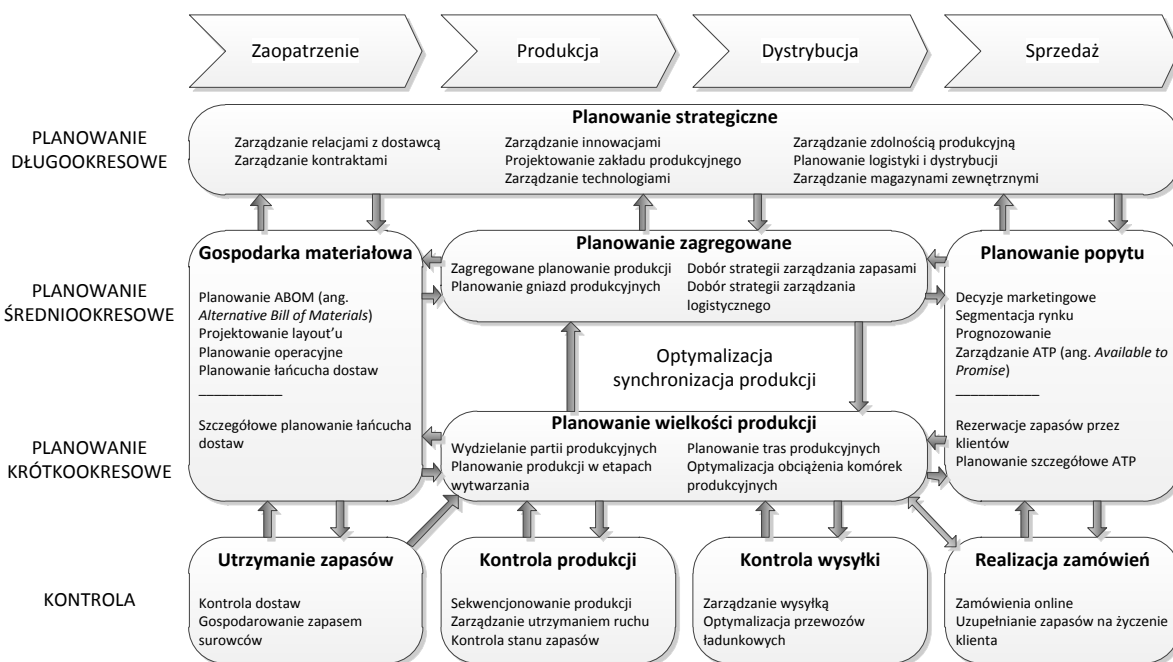 Zaopatrzenie
Produkcja
Dystrybucja
Sprzedaż
PLANOWANIE
DŁUGOOKRESOWE
Planowanie strategiczne
Zarządzanie relacjami z dostawcą
Zarządzanie kontraktami
Zarządzanie innowacjami
Projektowanie zakładu produkcyjnego
Zarządzanie technologiami
Zarządzanie zdolnością produkcyjną
Planowanie logistyki i dystrybucji
Zarządzanie magazynami zewnętrznymi
PLANOWANIE
ŚREDNIOOKRESOWE
Gospodarka materiałowa
Planowanie ABOM (ang.
Alternative Bill of Materials)
Projektowanie layout'u
Planowanie operacyjne
Planowanie łańcucha dostaw
___________
Szczegółowe planowanie łańcucha
dostaw
Planowanie zagregowane
Zagregowane planowanie produkcji
Planowanie gniazd produkcyjnych
Dobór strategii zarządzania zapasami
Dobór strategii zarządzania
logistycznego
Planowanie popytu
Decyzje marketingowe
Segmentacja rynku
Prognozowanie
Zarządzanie ATP (ang. Available to
Promise)
___________
Rezerwacje zapasów przez
klientów
Planowanie szczegółowe ATP
Optymalizacja
synchronizacja produkcji
PLANOWANIE
KRÓTKOOKRESOWE
Planowanie wielkości produkcji
Wydzielanie partii produkcyjnych
Planowanie produkcji w etapach
wytwarzania
Planowanie tras produkcyjnych
Optymalizacja obciążenia komórek
produkcyjnych
KONTROLA
Utrzymanie zapasów
Kontrola dostaw
Gospodarowanie zapasem
surowców
Kontrola produkcji
Sekwencjonowanie produkcji
Zarządzanie utrzymaniem ruchu
Kontrola stanu zapasów
Kontrola wysyłki
Zarządzanie wysyłką
Optymalizacja przewozów
ładunkowych
Realizacja zamówień
Zamówienia online
Uzupełnianie zapasów na życzenie
klienta